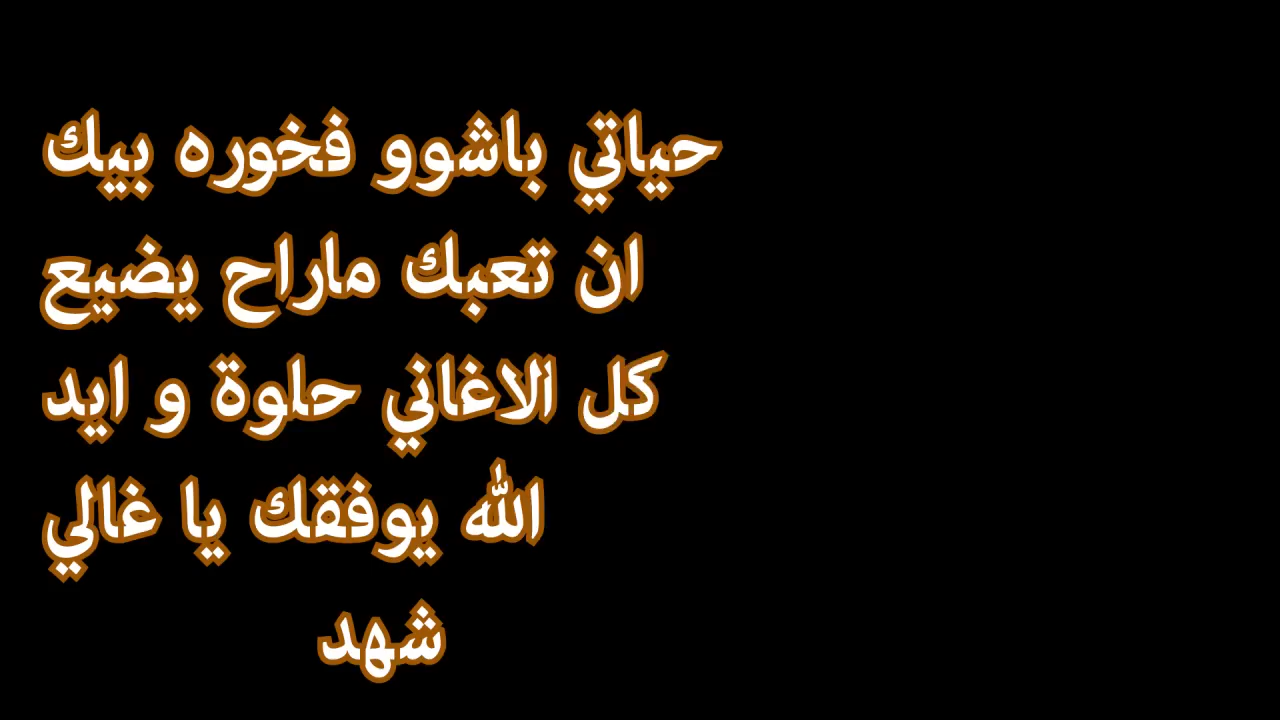 حياتي باشوو فخوره بيك
ان تعبك ماراح يضيع
كل الاغاني حلوة و ايد
الله يوفقك يا غالي
شهد